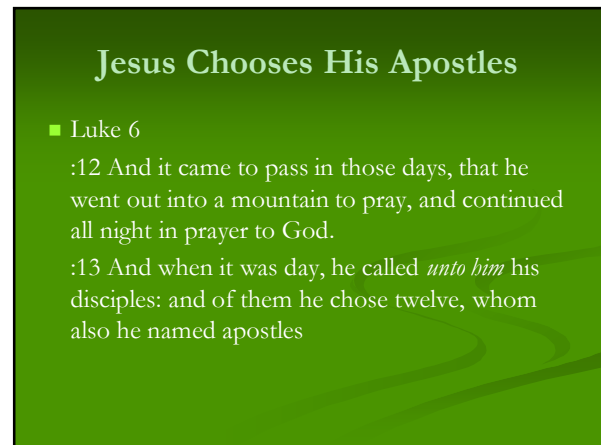 Jesus Chooses His Apostles
Luke 6
:12 And it came to pass in those days, that he
went out into a mountain to pray, and continued
all night in prayer to God.
:13 And when it was day, he called unto him his
disciples: and of them he chose twelve, whom
also he named apostles